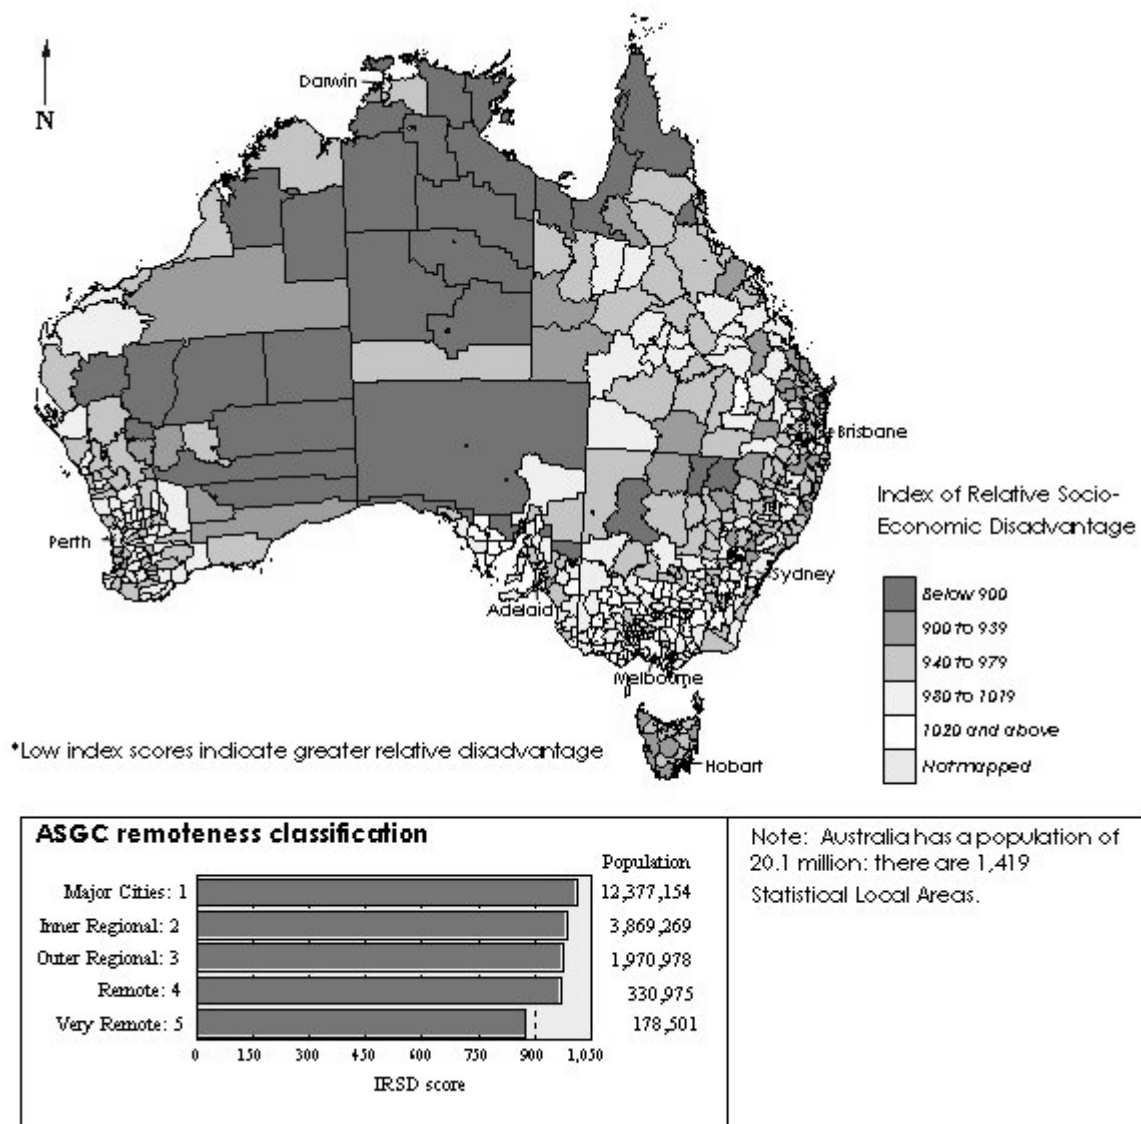 Darwin
N
Brisbane
Index of Relative Socio-
Economic Disadvantage
Perth
Sydney
Adelaid
Below 900
900 to 939
940 to 979
Melbourne
980 to 1019
1020 and above
*Low index scores indicate greater relative disadvantage
Hobart
Not mapped
ASGC remoteness classification
Population
Major Cities: 1 12,377,154
Inner Regional: 2 3,869,269
Outer Regional: 3 1,970,978
Remote: 4 330,975
Very Remote: 5 178,501
0 150 300 450 600 750 900 1,050
IRSD score
Note: Australia has a population of
20.1 million: there are 1,419
Statistical Local Areas.